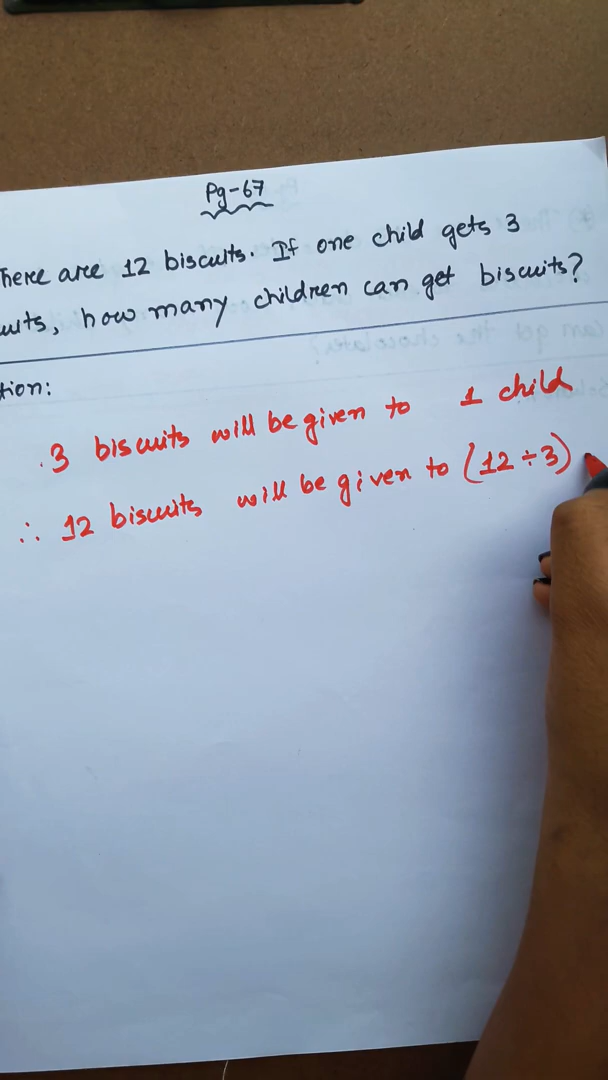 Pg-67
There are 12 biscuits. If one child gets 3
uits, how many children can get biscuits?
tion:
3 biscuits will be given to 1 child
∴ 12 biscuits will be given to (12 ÷ 3)